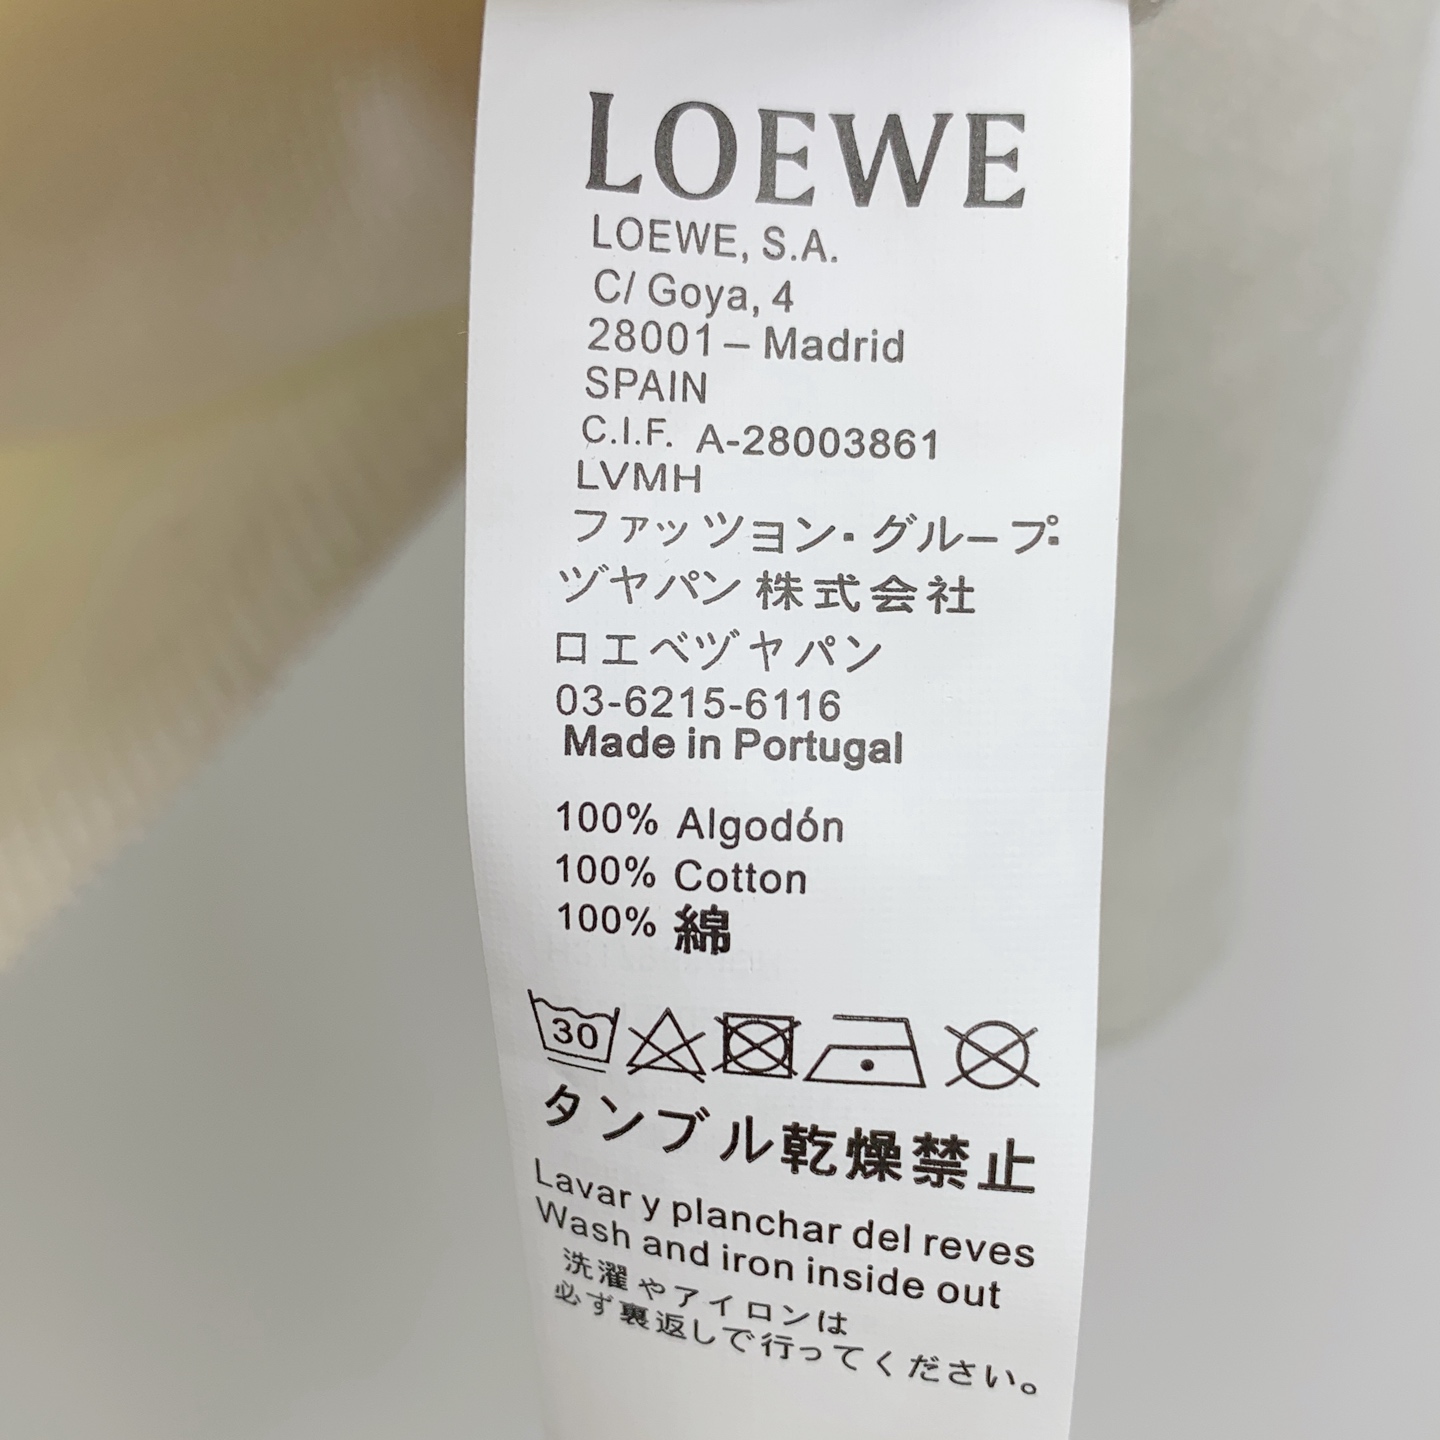 LOEWE
LOEWE, S.A.
C/ Goya, 4
28001 – Madrid
SPAIN
C.I.F. A-28003861
LVMH
ファッツョン・グループ・
ヅャパン 株式会社
ロエベヅャパン
03-6215-6116
Made in Portugal
100% Algodón
100% Cotton
100% 綿
30
タンブル乾燥禁止
Lavar y planchar del reves
Wash and iron inside out
洗濯やアイロンは
必ず裏返しで行ってください。